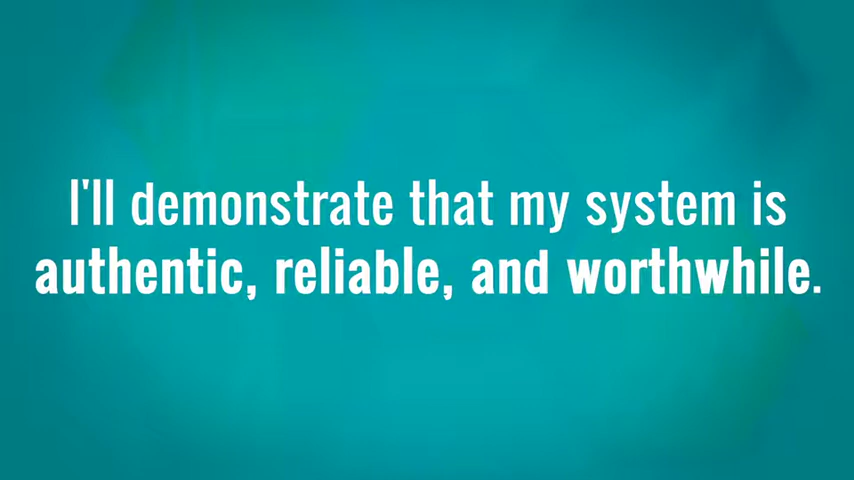 I'll demonstrate that my system is
authentic, reliable, and worthwhile.